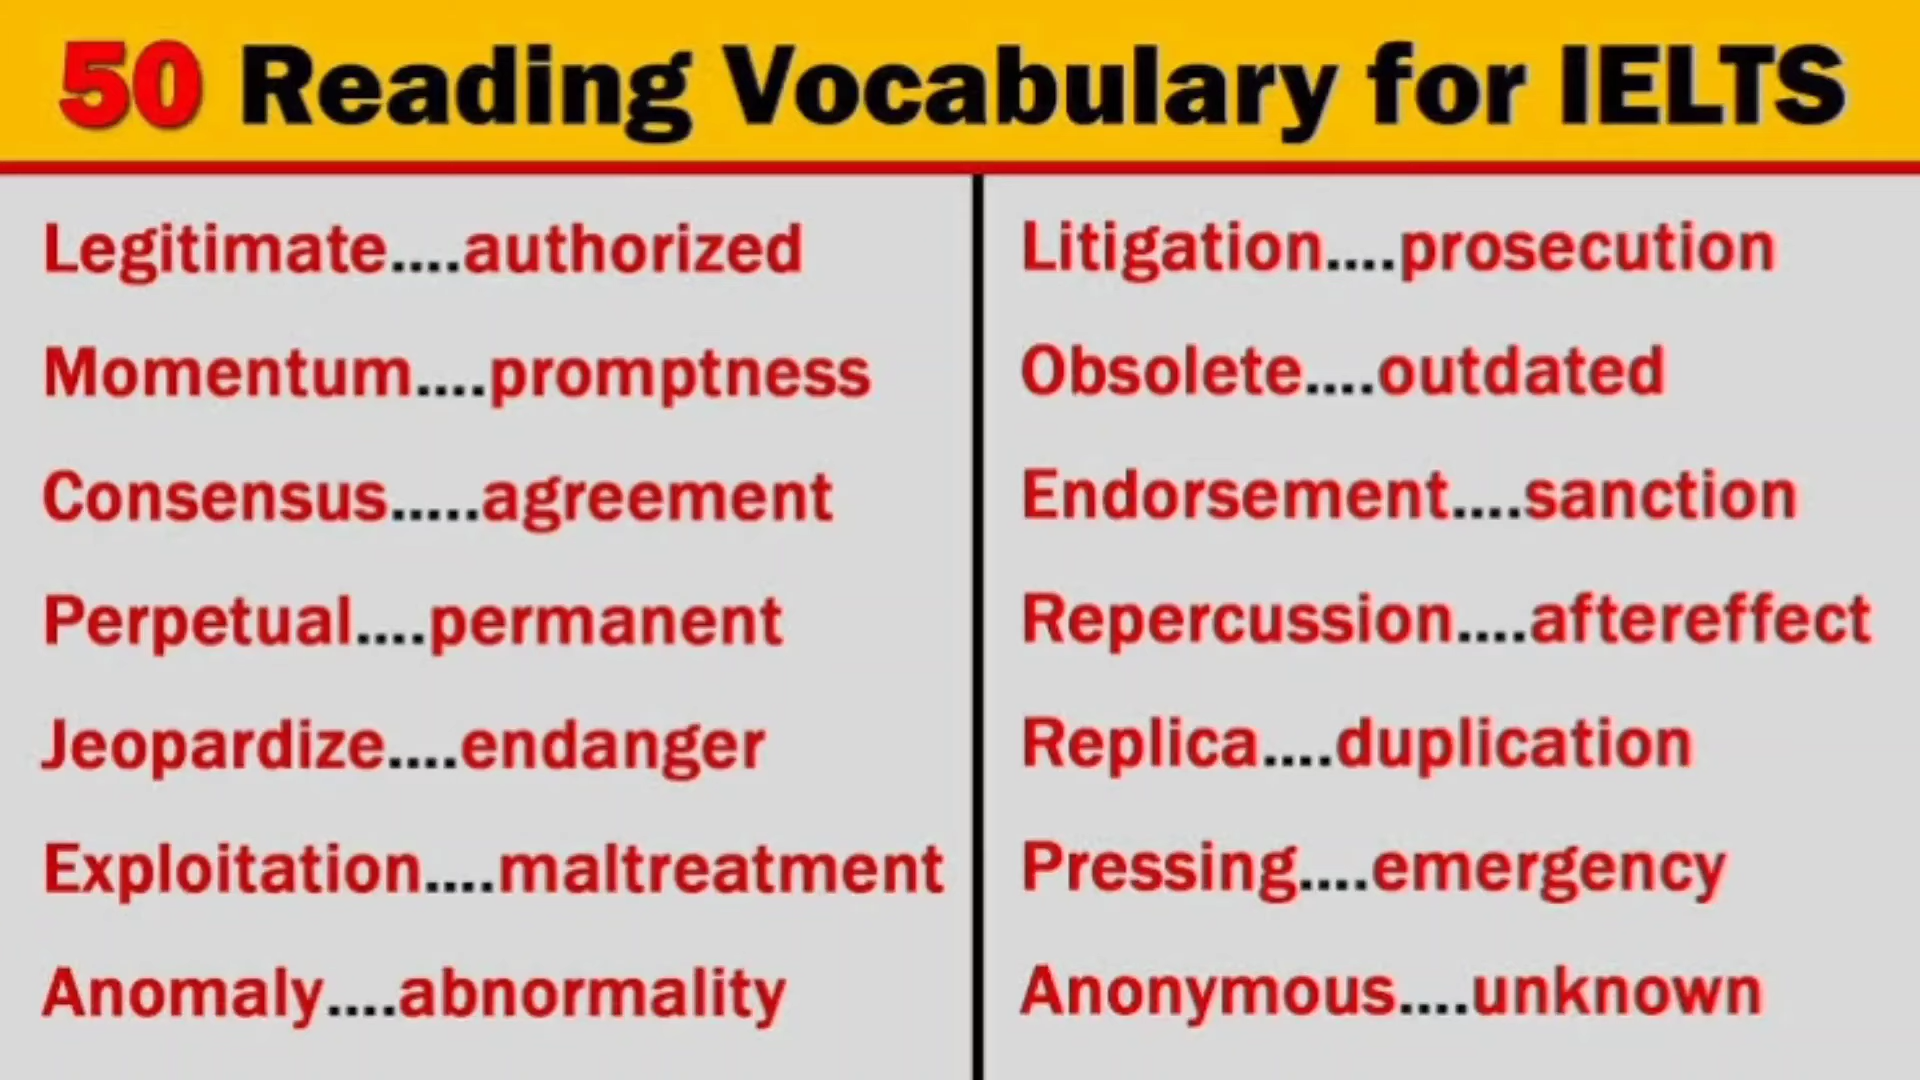 50 Reading Vocabulary for IELTS
Legitimate....authorized
Momentum....promptness
Consensus.....agreement
Perpetual....permanent
Jeopardize....endanger
Exploitation....maltreatment
Anomaly....abnormality
Litigation....prosecution
Obsolete....outdated
Endorsement....sanction
Repercussion....aftereffect
Replica....duplication
Pressing....emergency
Anonymous....unknown